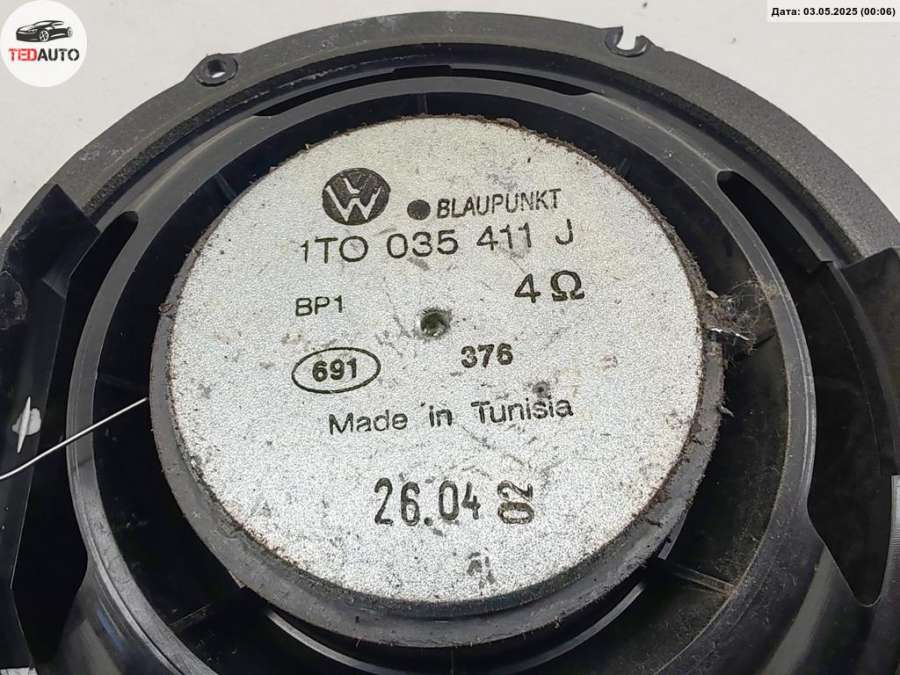 Дата: 03.05.2025 (00:06)
TEDAUTO
BLAUPUNKT
1TO 035 411 J
4Ω
BP1
691
376
Made in Tunisia
26.04 02